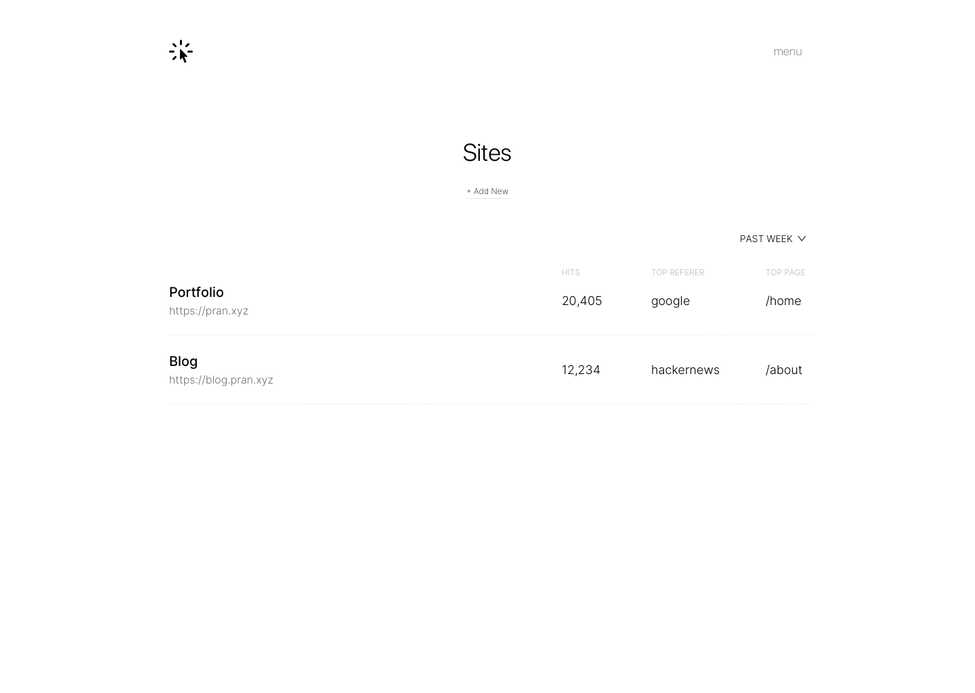 menu
Sites
+ Add New
PAST WEEK
HITS TOP REFERER TOP PAGE
Portfolio
https://pran.xyz
20,405 google /home
Blog
https://blog.pran.xyz
12,234 hackernews /about